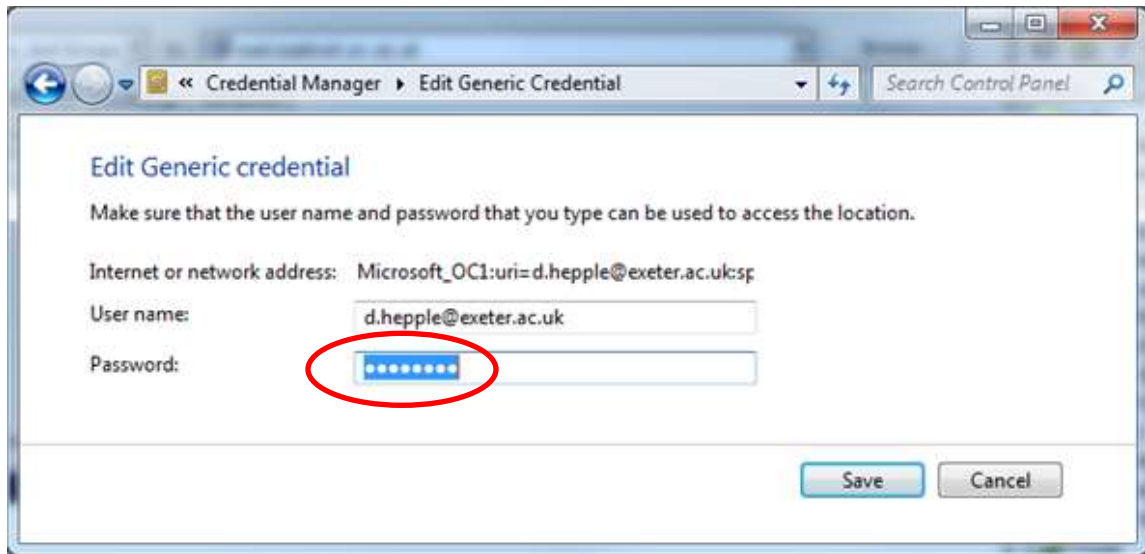 « Credential Manager ▸ Edit Generic Credential
Search Control Panel
Edit Generic credential
Make sure that the user name and password that you type can be used to access the location.
Internet or network address: Microsoft_OC1:uri=d.hepple@exeter.ac.uk:sp
User name: d.hepple@exeter.ac.uk
Password: ••••••••
Save Cancel